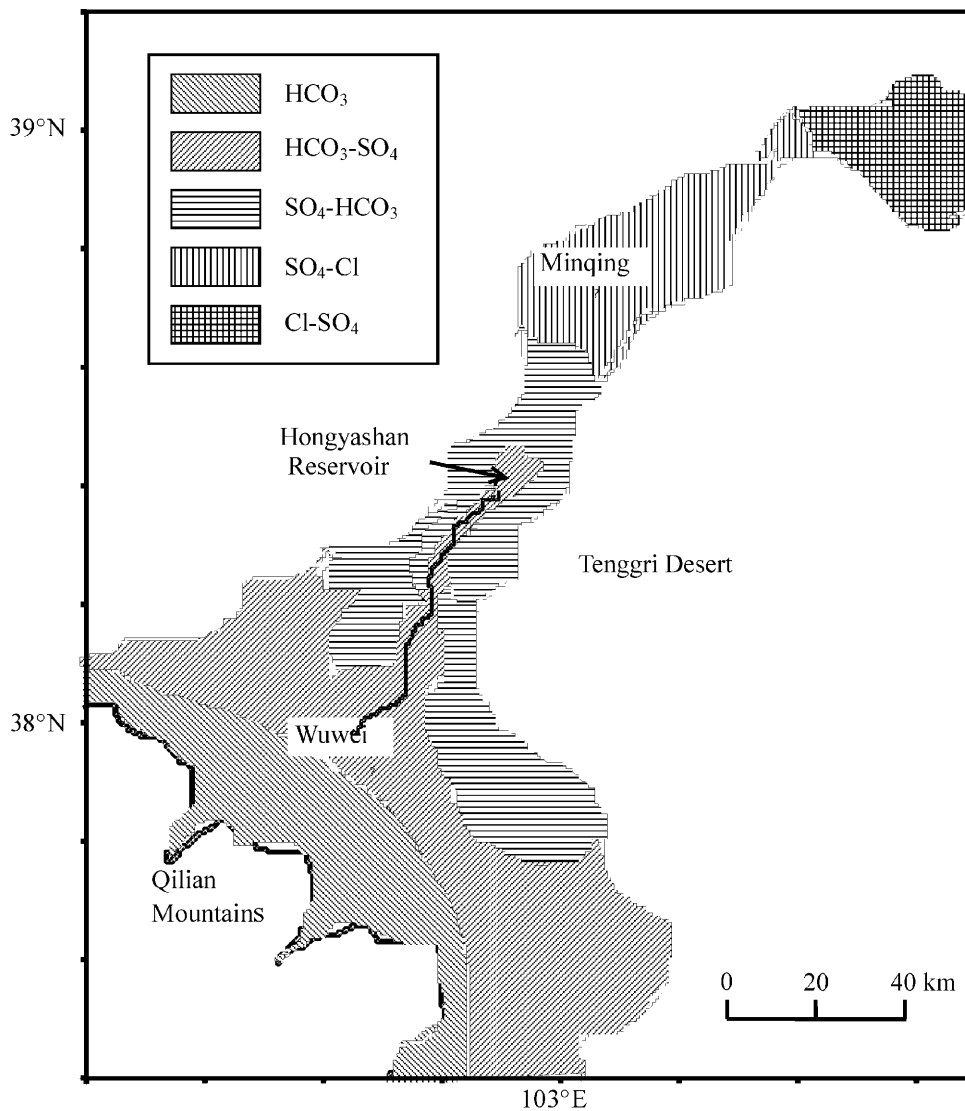 39°N
HCO₃
HCO₃-SO₄
SO₄-HCO₃
SO₄-Cl
Cl-SO₄
Minqing
Hongyashan
Reservoir
Tenggri Desert
38°N
Wuwei
Qilian
Mountains
0 20 40 km
103°E